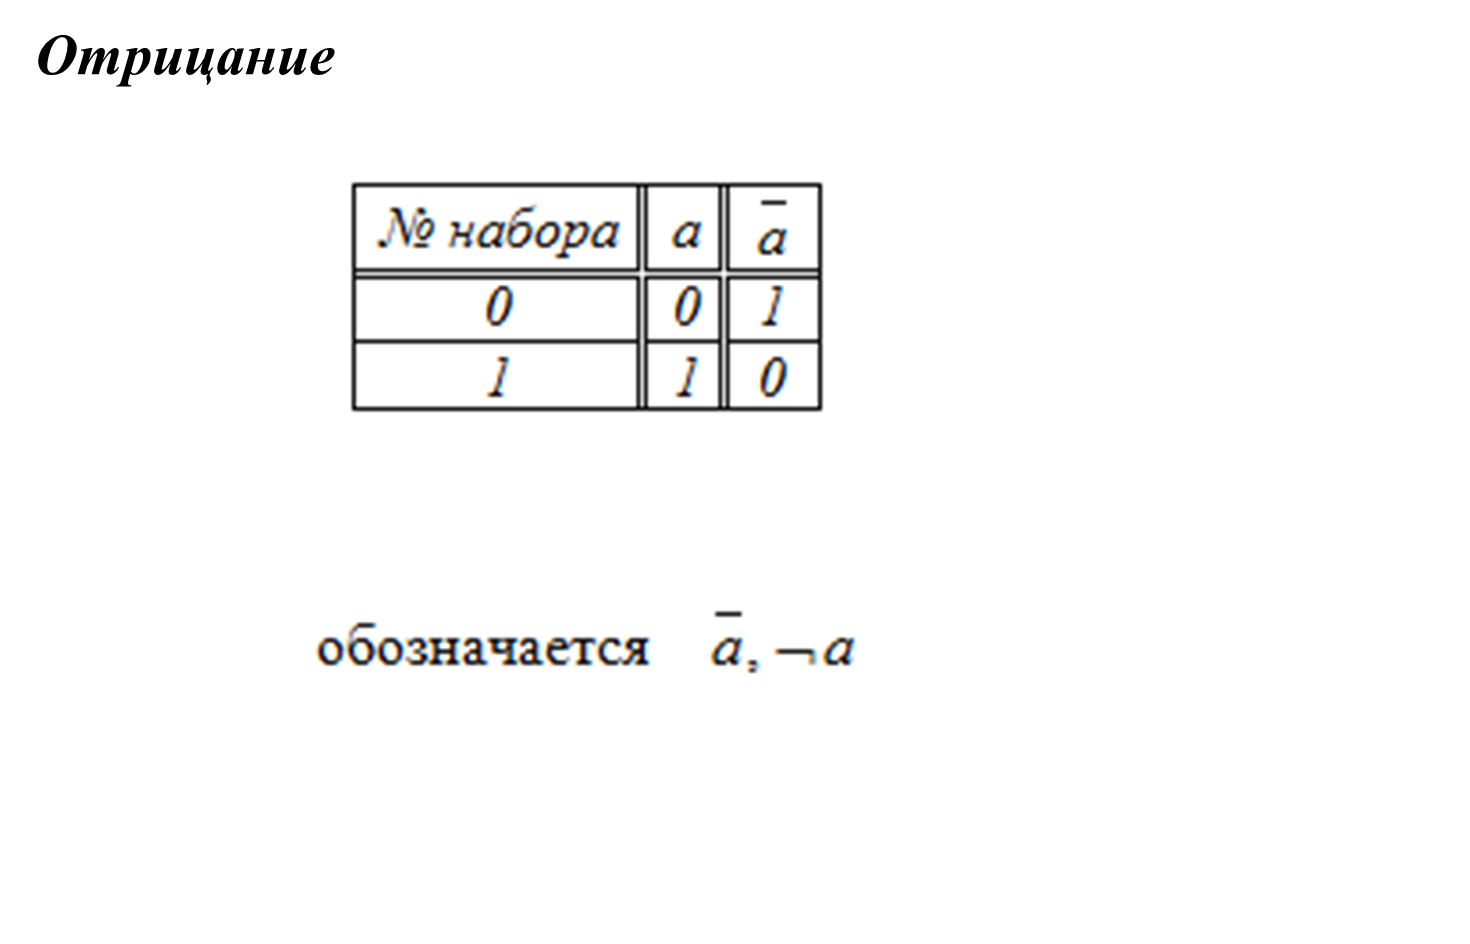 Отрицание
№ набора a a̅
0 0 1
1 1 0
обозначается a̅, ¬a